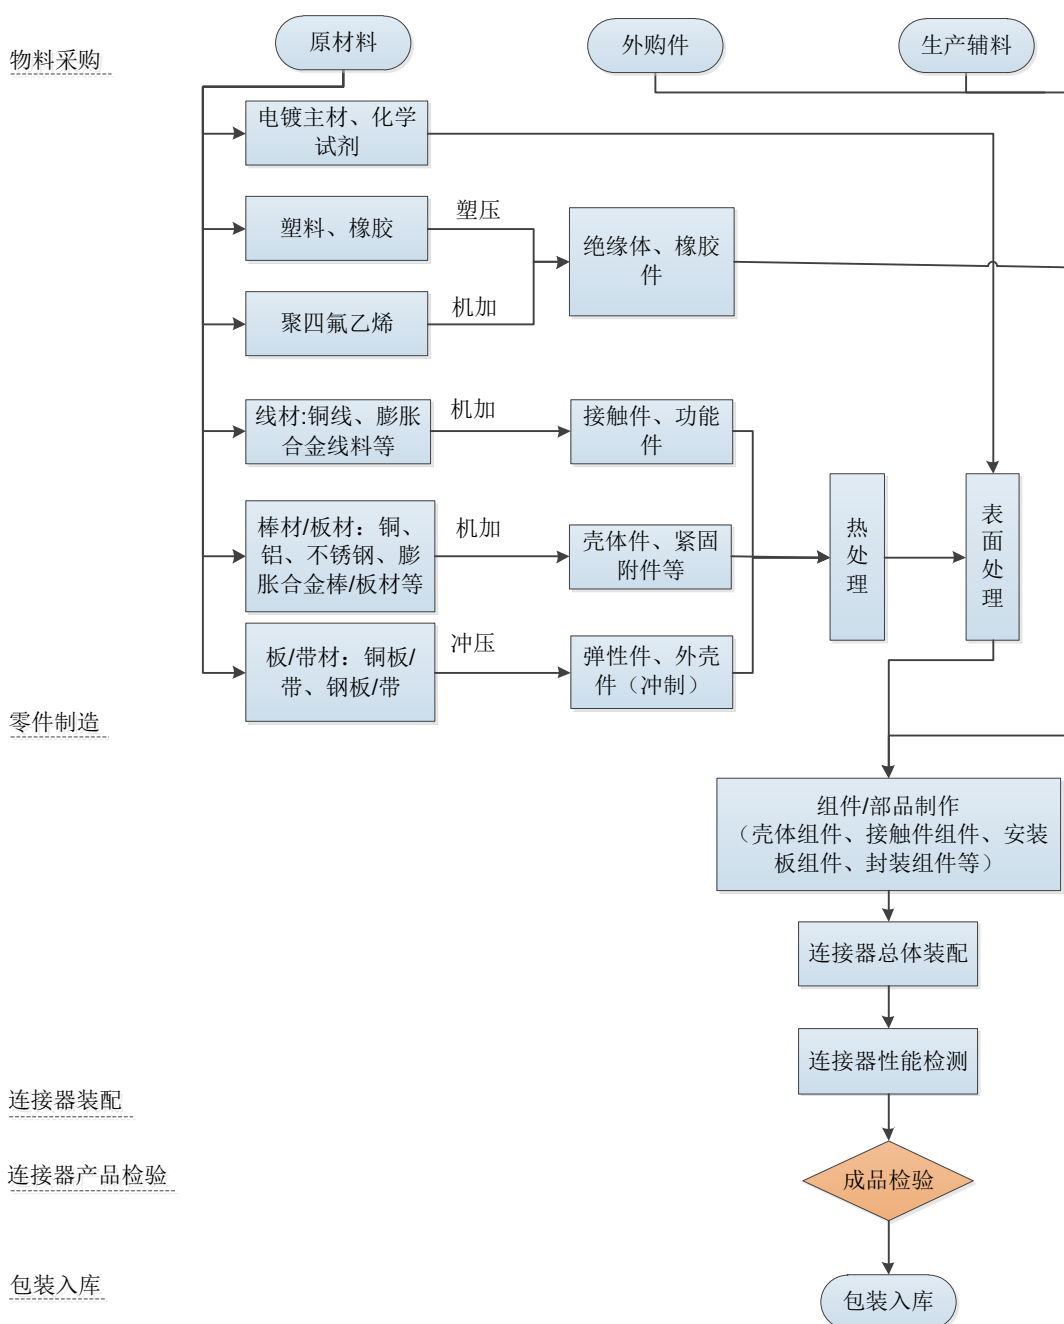 原材料
外购件
生产辅料
物料采购
电镀主材、化学
试剂
塑料、橡胶
塑压
绝缘体、橡胶
件
聚四氟乙烯
机加
线材:铜线、膨胀
合金线料等
机加
接触件、功能
件
棒材/板材：铜、
铝、不锈钢、膨
胀合金棒/板材等
机加
壳体件、紧固
附件等
热
处
理
表
面
处
理
板/带材：铜板/
带、钢板/带
冲压
弹性件、外壳
件（冲制）
零件制造
组件/部品制作
（壳体组件、接触件组件、安装
板组件、封装组件等）
连接器总体装配
连接器性能检测
连接器装配
连接器产品检验
成品检验
包装入库
包装入库